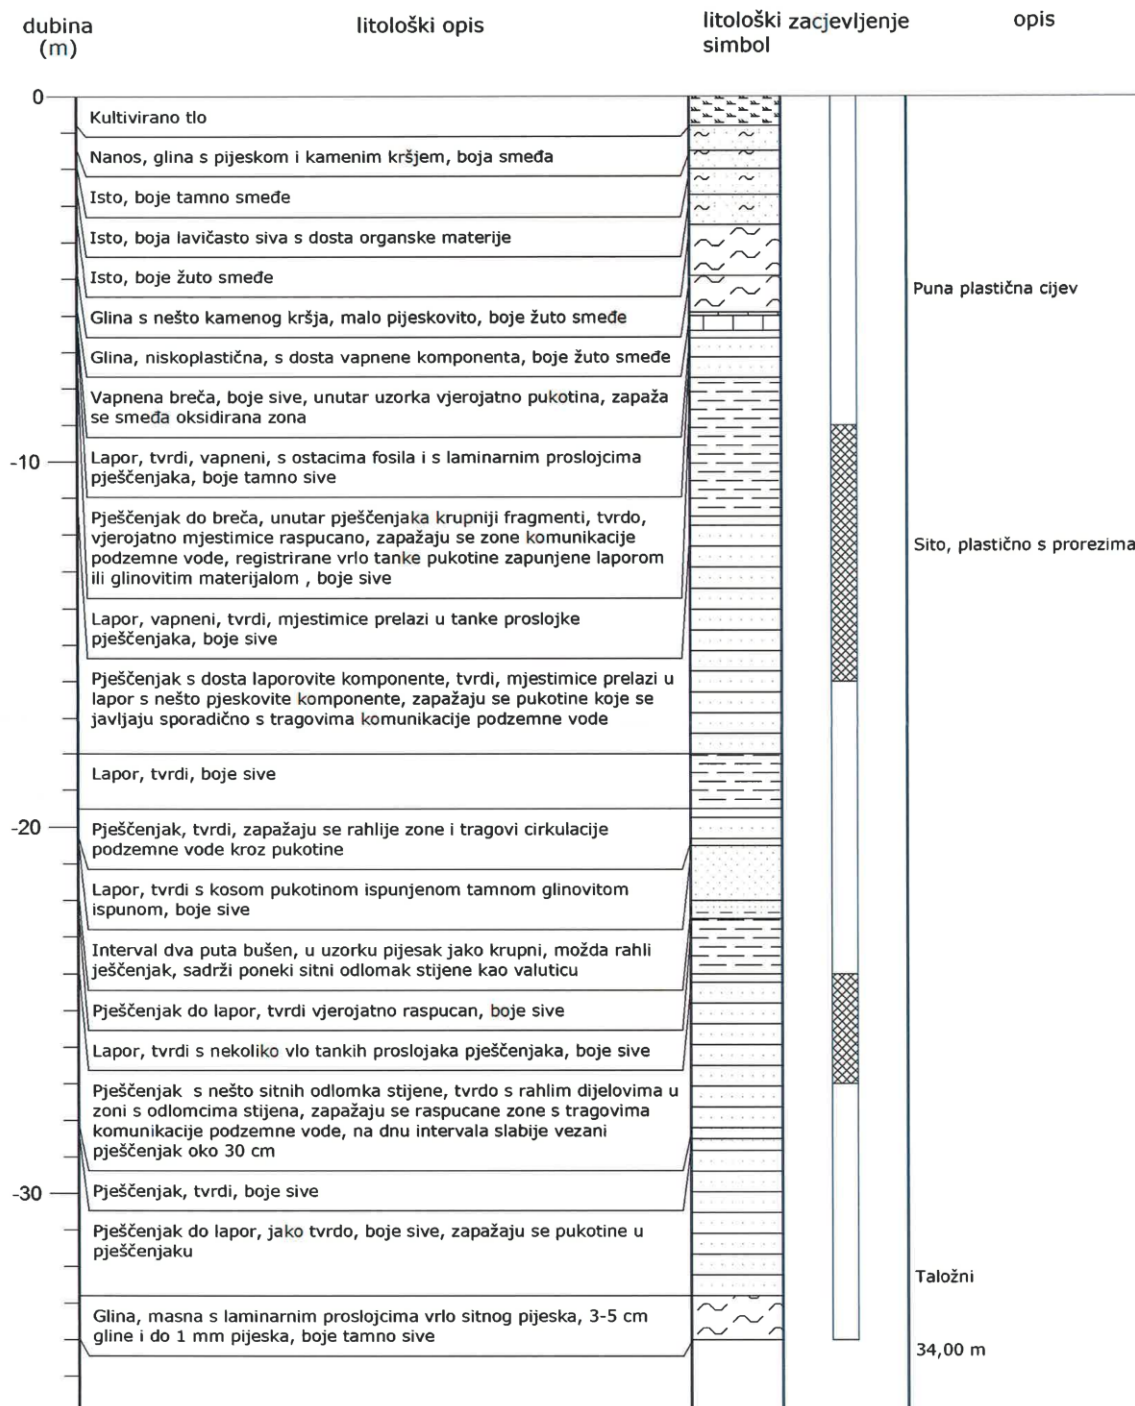 dubina
(m)
litološki opis
litološki
simbol
zacjevljenje
opis
0
Kultivirano tlo
Nanos, glina s pijeskom i kamenim kršjem, boja smeđa
Isto, boje tamno smeđe
Isto, boja lavičasto siva s dosta organske materije
Isto, boje žuto smeđe
Puna plastična cijev
Glina s nešto kamenog kršja, malo pijeskovito, boje žuto smeđe
Glina, niskoplastična, s dosta vapnene komponenta, boje žuto smeđe
Vapnena breča, boje sive, unutar uzorka vjerojatno pukotina, zapaža
se smeđa oksidirana zona
-10
Lapor, tvrdi, vapneni, s ostacima fosila i s laminarnim proslojcima
pješčenjaka, boje tamno sive
Pješčenjak do breča, unutar pješčenjaka krupniji fragmenti, tvrdo,
vjerojatno mjestimice raspucano, zapažaju se zone komunikacije
podzemne vode, registrirane vrlo tanke pukotine zapunjene laporom
ili glinovitim materijalom , boje sive
Sito, plastično s prorezima
Lapor, vapneni, tvrdi, mjestimice prelazi u tanke proslojke
pješčenjaka, boje sive
Pješčenjak s dosta laporovite komponente, tvrdi, mjestimice prelazi u
lapor s nešto pjeskovite komponente, zapažaju se pukotine koje se
javljaju sporadično s tragovima komunikacije podzemne vode
Lapor, tvrdi, boje sive
-20
Pješčenjak, tvrdi, zapažaju se rahlije zone i tragovi cirkulacije
podzemne vode kroz pukotine
Lapor, tvrdi s kosom pukotinom ispunjenom tamnom glinovitom
ispunom, boje sive
Interval dva puta bušen, u uzorku pijesak jako krupni, možda rahli
ješčenjak, sadrži poneki sitni odlomak stijene kao valuticu
Pješčenjak do lapor, tvrdi vjerojatno raspucan, boje sive
Lapor, tvrdi s nekoliko vlo tankih proslojaka pješčenjaka, boje sive
Pješčenjak  s nešto sitnih odlomka stijene, tvrdo s rahlim dijelovima u
zoni s odlomcima stijena, zapažaju se raspucane zone s tragovima
komunikacije podzemne vode, na dnu intervala slabije vezani
pješčenjak oko 30 cm
-30
Pješčenjak, tvrdi, boje sive
Pješčenjak do lapor, jako tvrdo, boje sive, zapažaju se pukotine u
pješčenjaku
Taložni
Glina, masna s laminarnim proslojcima vrlo sitnog pijeska, 3-5 cm
gline i do 1 mm pijeska, boje tamno sive
34,00 m